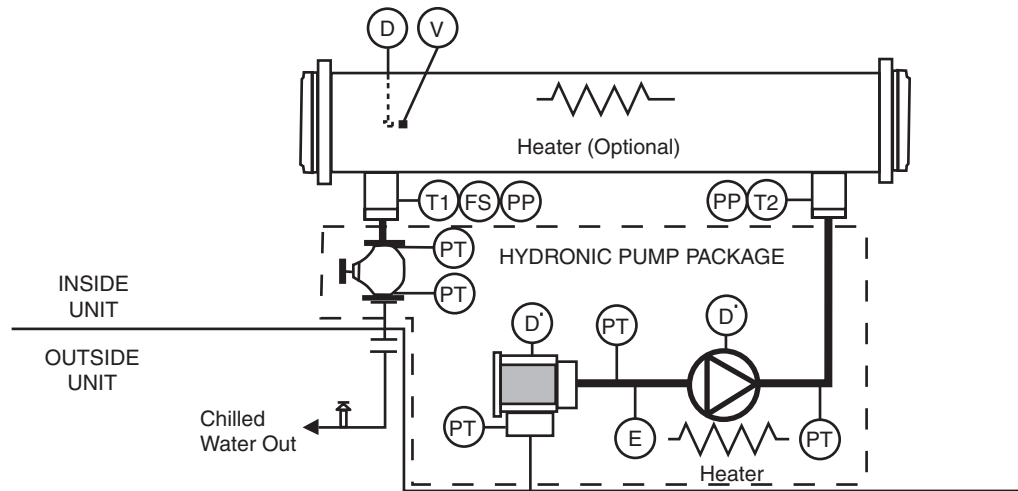 D V
Heater (Optional)
T1 FS PP PP T2
PT HYDRONIC PUMP PACKAGE
PT
INSIDE
UNIT
D• PT D•
OUTSIDE
UNIT
Chilled
Water Out
PT E PT
Heater